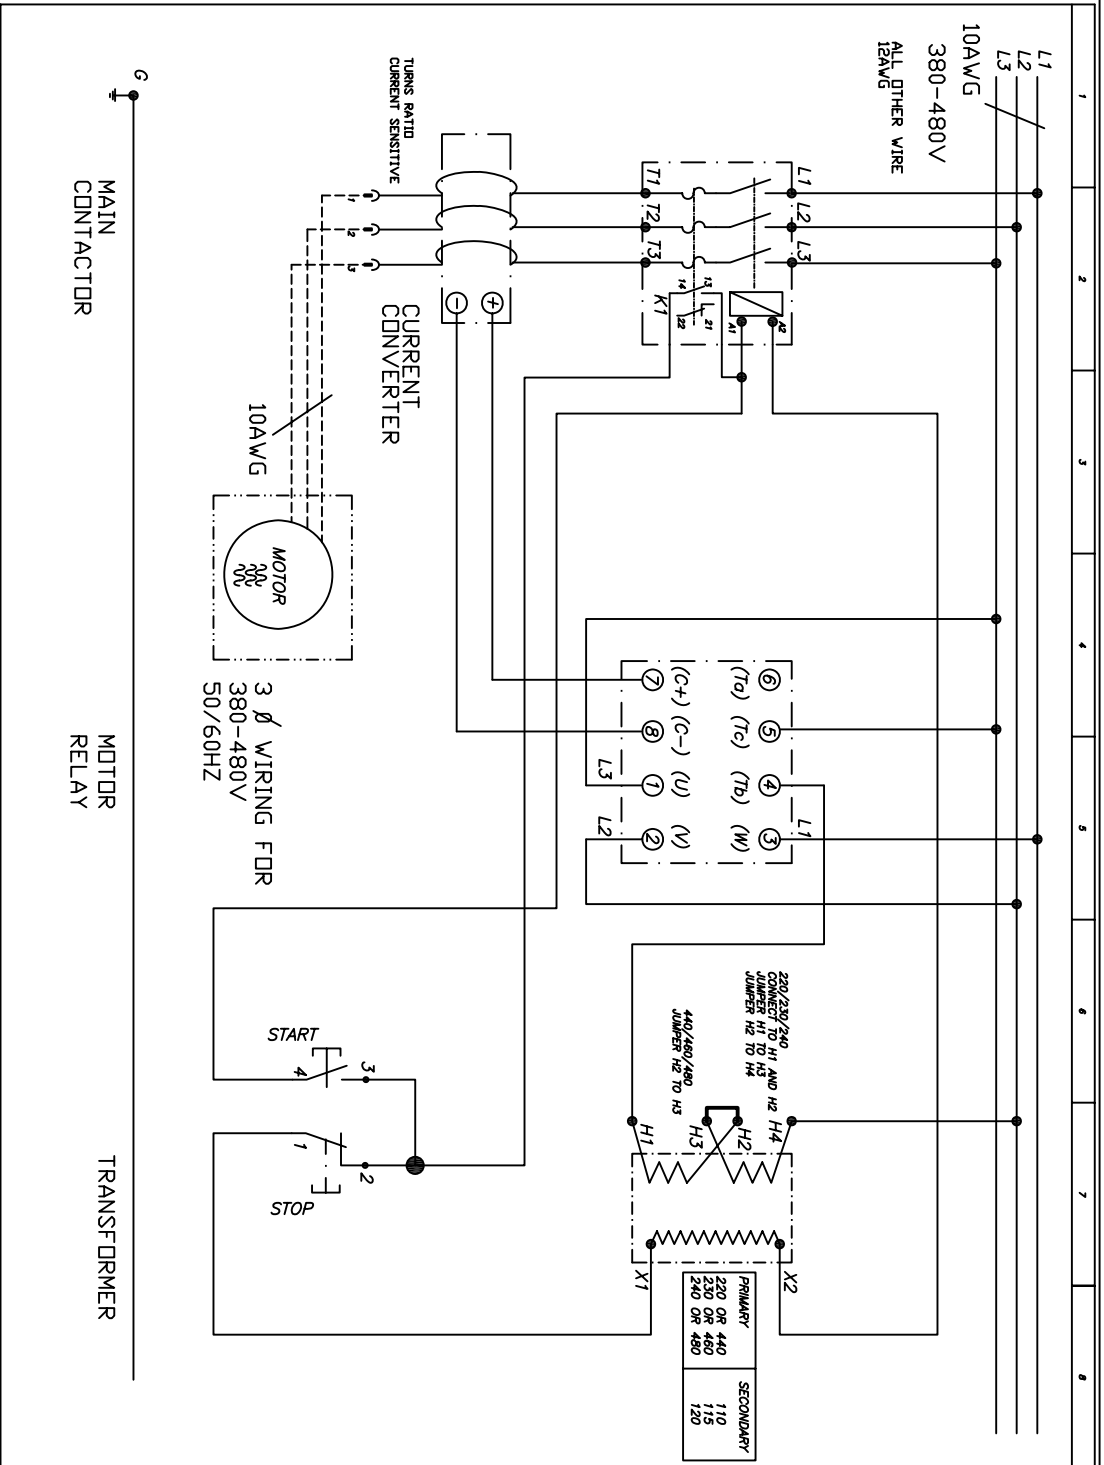 1
2
3
4
5
6
7
8
L1
L2
L3
10AWG
380-480V
ALL OTHER WIRE
12AWG
L1
L2
L3
T1
T2
T3
13
14
21
22
K1
A1
A2
TURNS RATIO
CURRENT SENSITIVE
1
2
3
+
-
CURRENT
CONVERTER
10AWG
MOTOR
3 Ø WIRING FOR
380-480V
50/60HZ
6
5
4
3
(Ta)
(Tc)
(Tb)
(W)
L1
(C+)
(C-)
(U)
(V)
7
8
1
2
L3
L2
220/230/240
CONNECT TO H1 AND H2
JUMPER H1 TO H3
JUMPER H2 TO H4
440/460/480
JUMPER H2 TO H3
H4
H2
H3
H1
X2
X1
PRIMARY SECONDARY
220 OR 440 110
230 OR 460 115
240 OR 480 120
START
3
4
1
2
STOP
G
MAIN
CONTACTOR
MOTOR
RELAY
TRANSFORMER